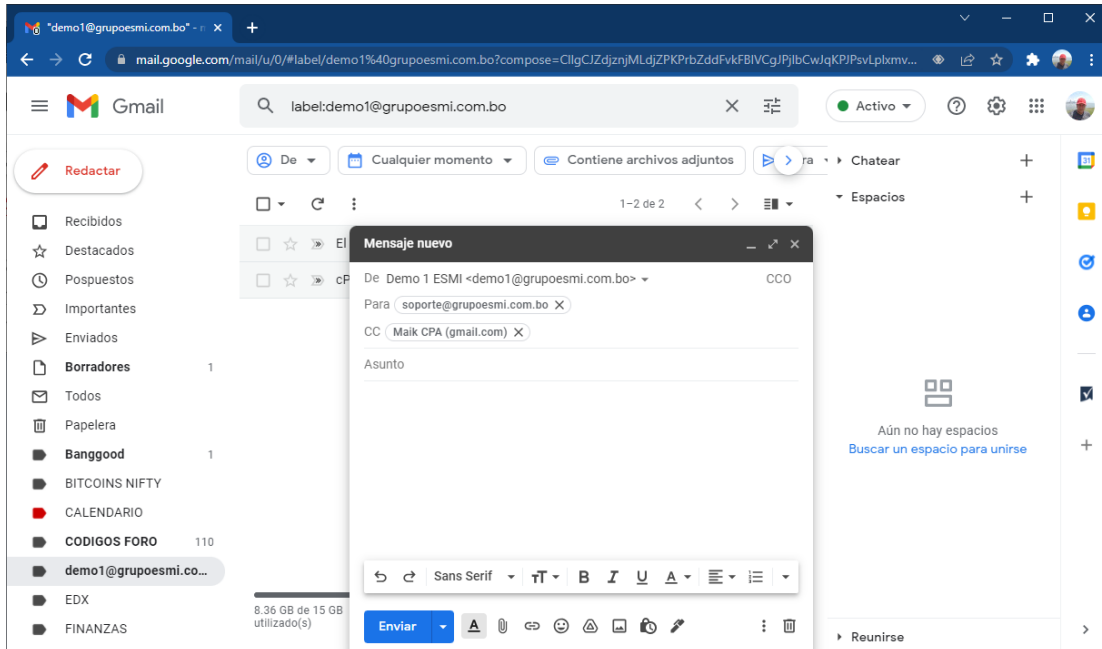 "demo1@grupoesmi.com.bo" - n
mail.google.com/mail/u/0/#label/demo1%40grupoesmi.com.bo?compose=CllgCJZdjznjMLdjZPKPrbZddFvkFBlVCgJPjlbCwJqKPJPsvLplxmv...
Gmail
label:demo1@grupoesmi.com.bo
Activo
Redactar
Recibidos
Destacados
Pospuestos
Importantes
Enviados
Borradores 1
Todos
Papelera
Banggood 1
BITCOINS NIFTY
CALENDARIO
CODIGOS FORO 110
demo1@grupoesmi.co...
EDX
FINANZAS
De
Cualquier momento
Contiene archivos adjuntos
ra
1–2 de 2
El
cP
8.36 GB de 15 GB
utilizado(s)
Mensaje nuevo
De Demo 1 ESMI <demo1@grupoesmi.com.bo> CCO
Para soporte@grupoesmi.com.bo
CC Maik CPA (gmail.com)
Asunto
Sans Serif
Enviar
Chatear
Espacios
Aún no hay espacios
Buscar un espacio para unirse
Reunirse
31